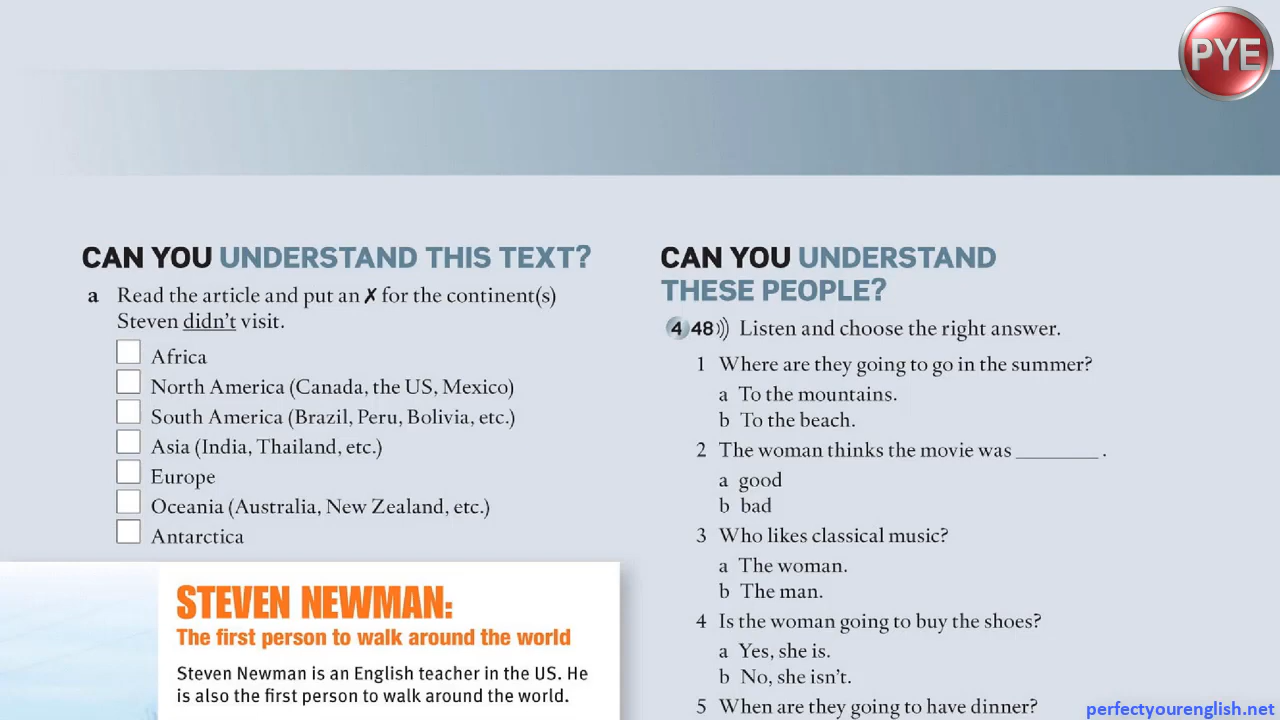 PYE
CAN YOU UNDERSTAND THIS TEXT?
a Read the article and put an ✗ for the continent(s)
Steven didn't visit.
Africa
North America (Canada, the US, Mexico)
South America (Brazil, Peru, Bolivia, etc.)
Asia (India, Thailand, etc.)
Europe
Oceania (Australia, New Zealand, etc.)
Antarctica
STEVEN NEWMAN:
The first person to walk around the world
Steven Newman is an English teacher in the US. He
is also the first person to walk around the world.
CAN YOU UNDERSTAND
THESE PEOPLE?
4 48))) Listen and choose the right answer.
1 Where are they going to go in the summer?
a To the mountains.
b To the beach.
2 The woman thinks the movie was ________ .
a good
b bad
3 Who likes classical music?
a The woman.
b The man.
4 Is the woman going to buy the shoes?
a Yes, she is.
b No, she isn't.
5 When are they going to have dinner?
perfectyourenglish.net